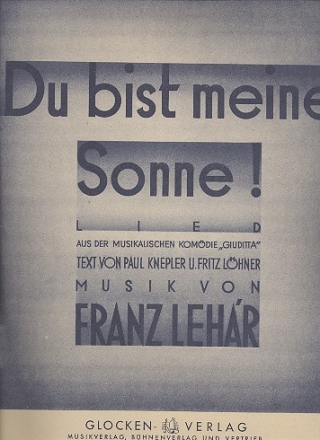 Du bist meine
Sonne!
LIED
AUS DER MUSIKALISCHEN KOMÖDIE „GIUDITTA"
TEXT VON PAUL KNEPLER U. FRITZ LÖHNER
MUSIK VON
FRANZ LEHÁR
GLOCKEN-VERLAG
MUSIKVERLAG, BÜHNENVERLAG UND VERTRIEB